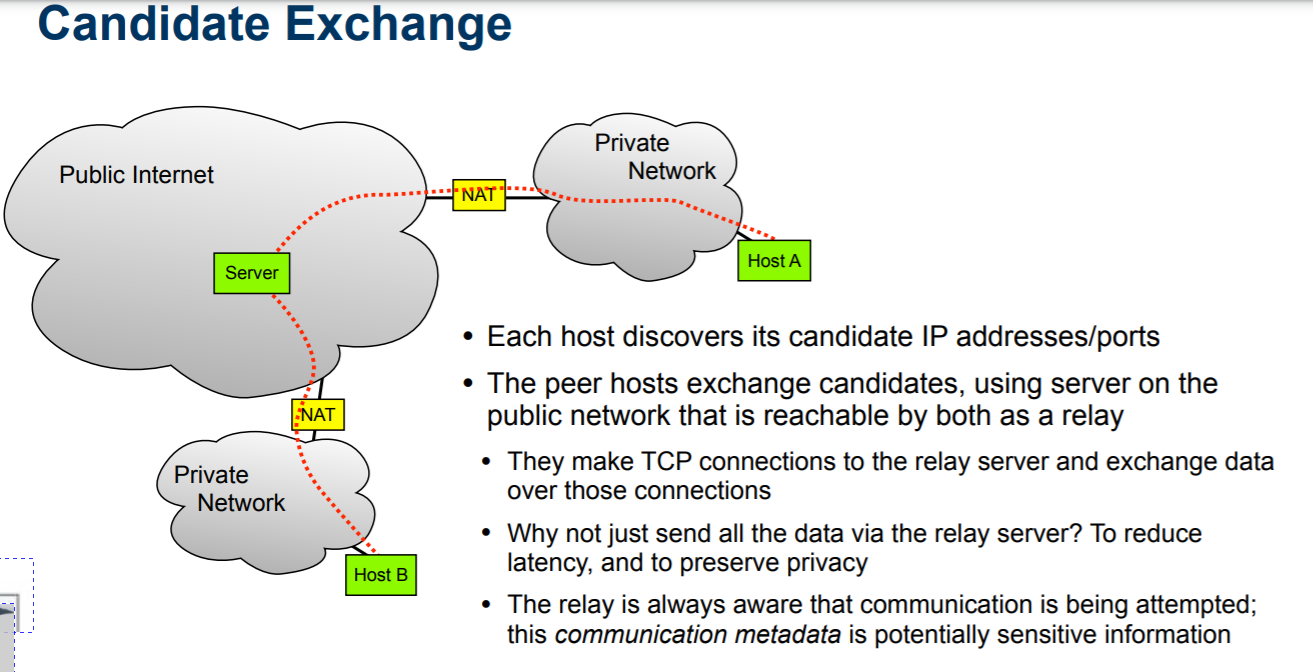 Candidate Exchange
Private
Network
Public Internet
NAT
Server
Host A
• Each host discovers its candidate IP addresses/ports
• The peer hosts exchange candidates, using server on the
public network that is reachable by both as a relay
NAT
• They make TCP connections to the relay server and exchange data
over those connections
Private
Network
• Why not just send all the data via the relay server? To reduce
latency, and to preserve privacy
Host B
• The relay is always aware that communication is being attempted;
this communication metadata is potentially sensitive information